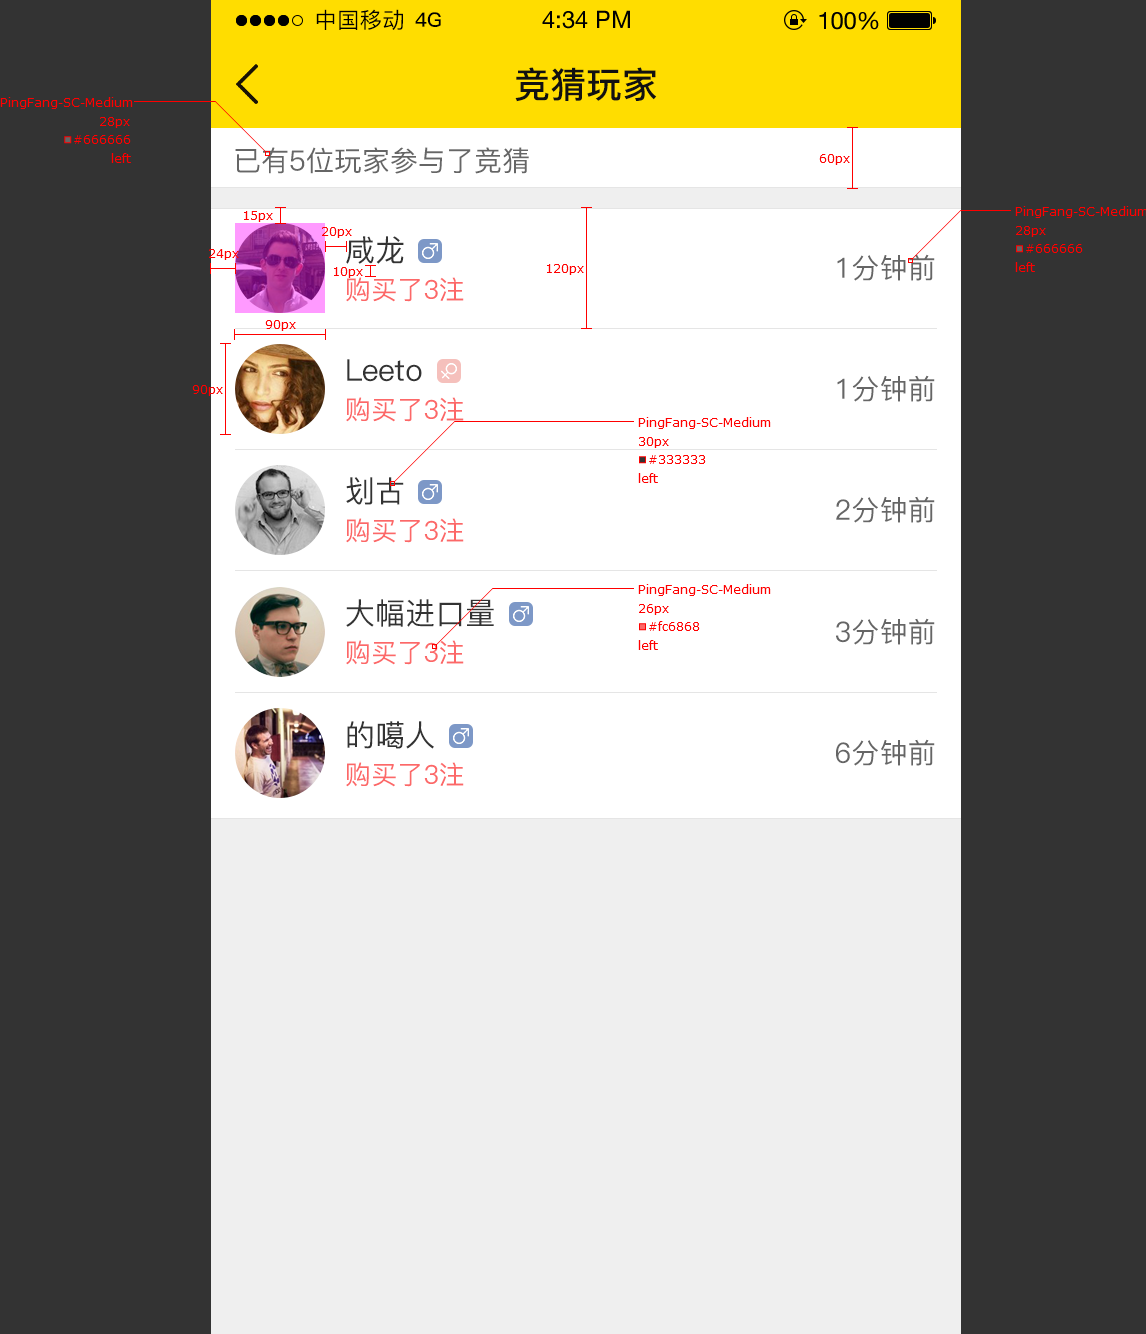 中国移动 4G 4:34 PM 100%
竞猜玩家
PingFang-SC-Medium
28px
#666666
left
已有5位玩家参与了竞猜
60px
15px
20px
24px
10px
120px
咸龙
购买了3注
1分钟前
PingFang-SC-Medium
28px
#666666
left
90px
90px
Leeto
购买了3注
1分钟前
PingFang-SC-Medium
30px
#333333
left
划古
购买了3注
2分钟前
PingFang-SC-Medium
26px
#fc6868
left
大幅进口量
购买了3注
3分钟前
的噶人
购买了3注
6分钟前